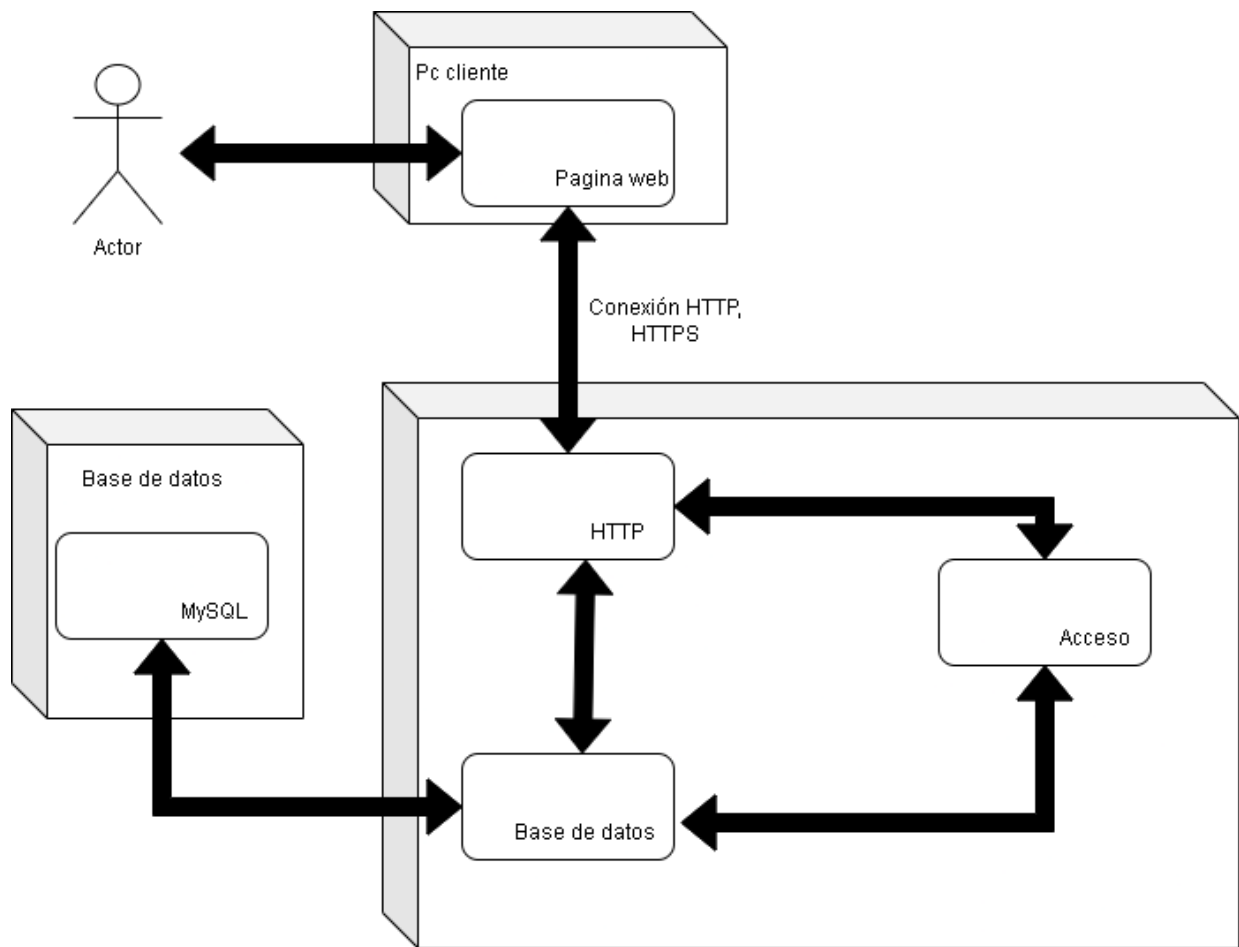 Pc cliente
Pagina web
Actor
Conexión HTTP,
HTTPS
Base de datos
MySQL
HTTP
Acceso
Base de datos